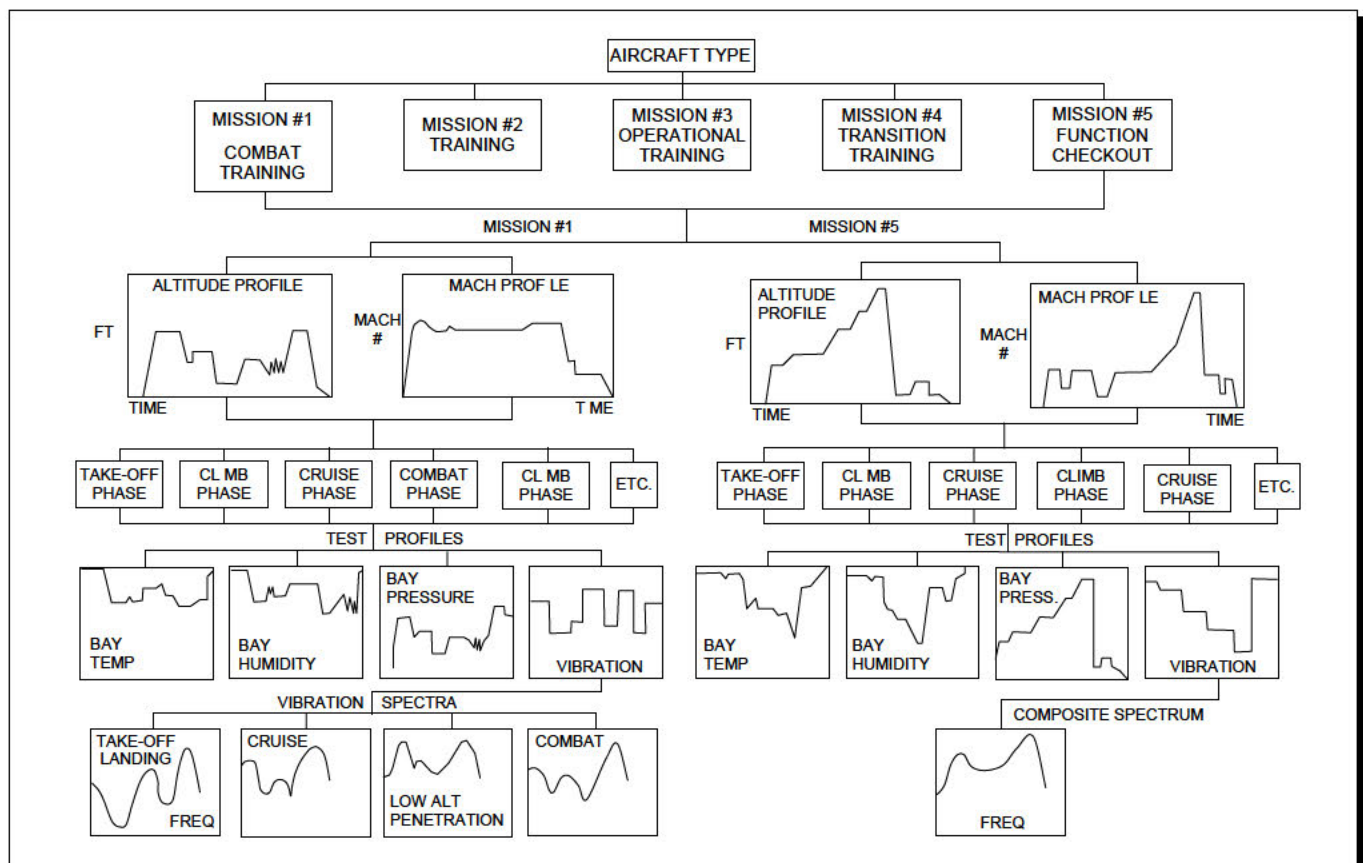 AIRCRAFT TYPE
MISSION #1
COMBAT
TRAINING
MISSION #2
TRAINING
MISSION #3
OPERATIONAL
TRAINING
MISSION #4
TRANSITION
TRAINING
MISSION #5
FUNCTION
CHECKOUT
MISSION #1
MISSION #5
ALTITUDE PROFILE
FT
TIME
MACH PROF LE
MACH
#
T ME
ALTITUDE
PROFILE
FT
TIME
MACH PROF LE
MACH
#
TIME
TAKE-OFF
PHASE
CL MB
PHASE
CRUISE
PHASE
COMBAT
PHASE
CL MB
PHASE
ETC.
TAKE-OFF
PHASE
CL MB
PHASE
CRUISE
PHASE
CLIMB
PHASE
CRUISE
PHASE
ETC.
TEST PROFILES
TEST PROFILES
BAY
TEMP
BAY
HUMIDITY
BAY
PRESSURE
VIBRATION
BAY
TEMP
BAY
HUMIDITY
BAY
PRESS.
VIBRATION
VIBRATION SPECTRA
COMPOSITE SPECTRUM
TAKE-OFF
LANDING
FREQ
CRUISE
LOW ALT
PENETRATION
COMBAT
FREQ